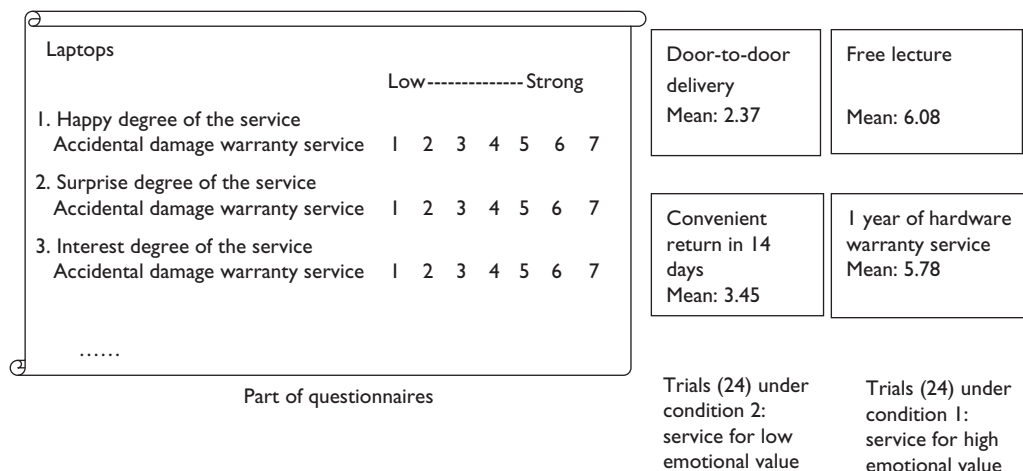 Laptops
Low--------------Strong
1. Happy degree of the service
Accidental damage warranty service 1 2 3 4 5 6 7
2. Surprise degree of the service
Accidental damage warranty service 1 2 3 4 5 6 7
3. Interest degree of the service
Accidental damage warranty service 1 2 3 4 5 6 7
……
Part of questionnaires
Door-to-door
delivery
Mean: 2.37
Free lecture
Mean: 6.08
Convenient
return in 14
days
Mean: 3.45
1 year of hardware
warranty service
Mean: 5.78
Trials (24) under
condition 2:
service for low
emotional value
Trials (24) under
condition 1:
service for high
emotional value